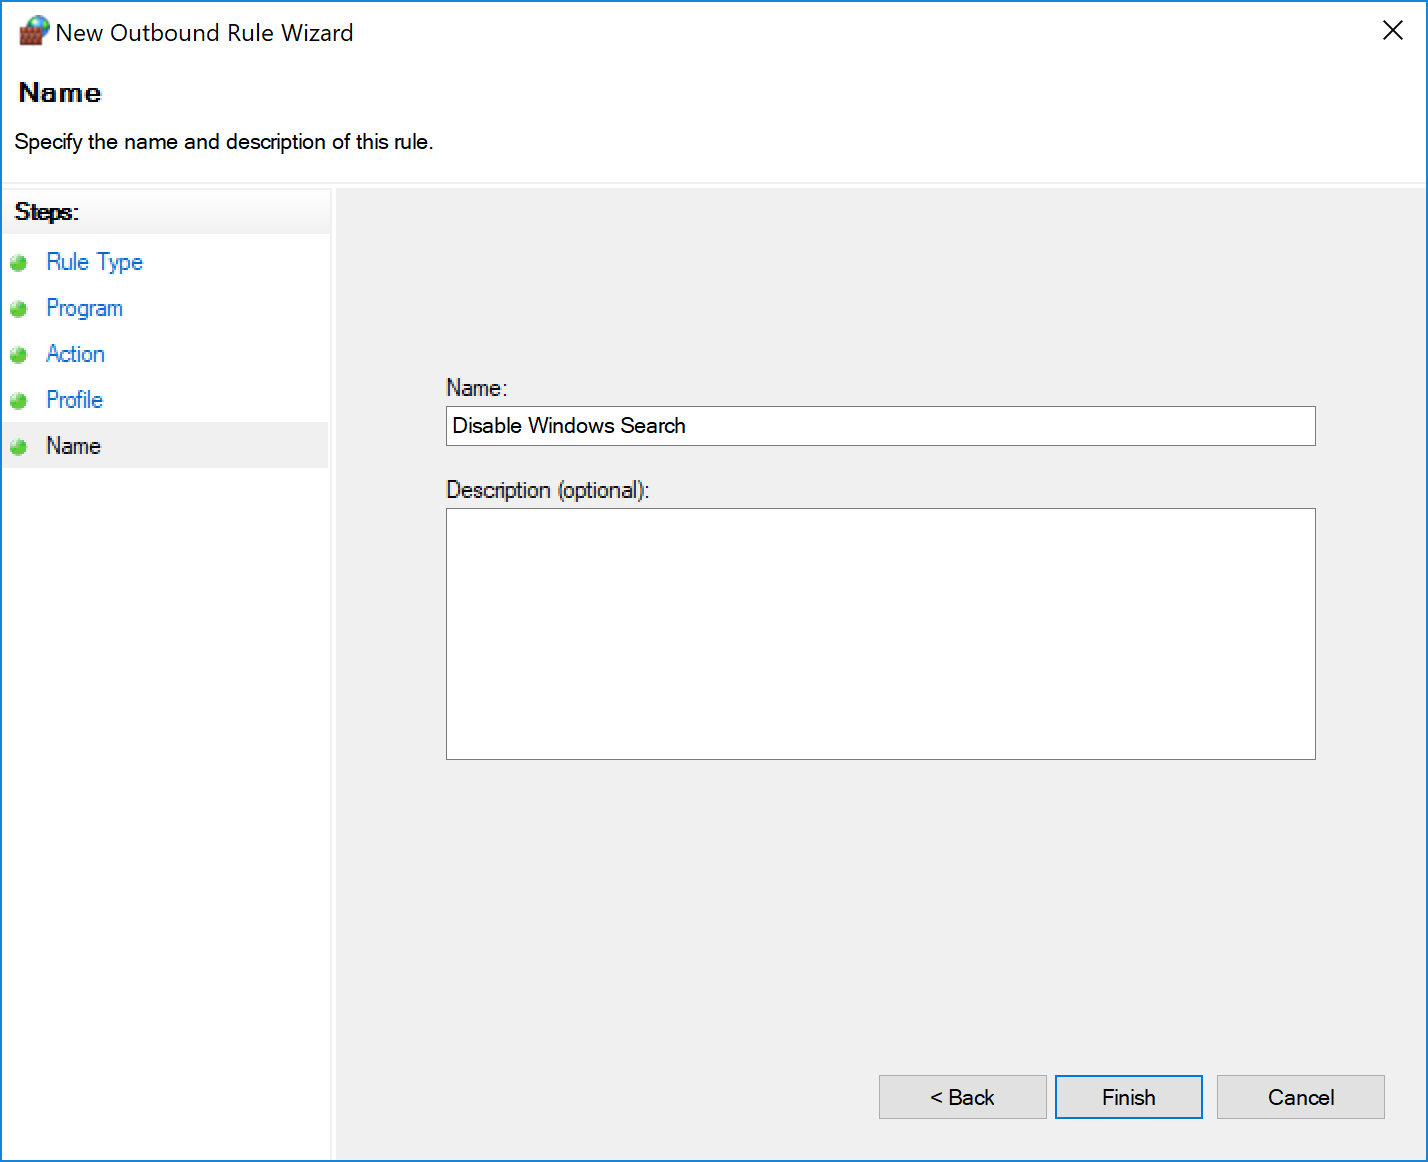 New Outbound Rule Wizard
Name
Specify the name and description of this rule.
Steps:
Rule Type
Program
Action
Profile
Name
Name:
Disable Windows Search
Description (optional):
< Back
Finish
Cancel